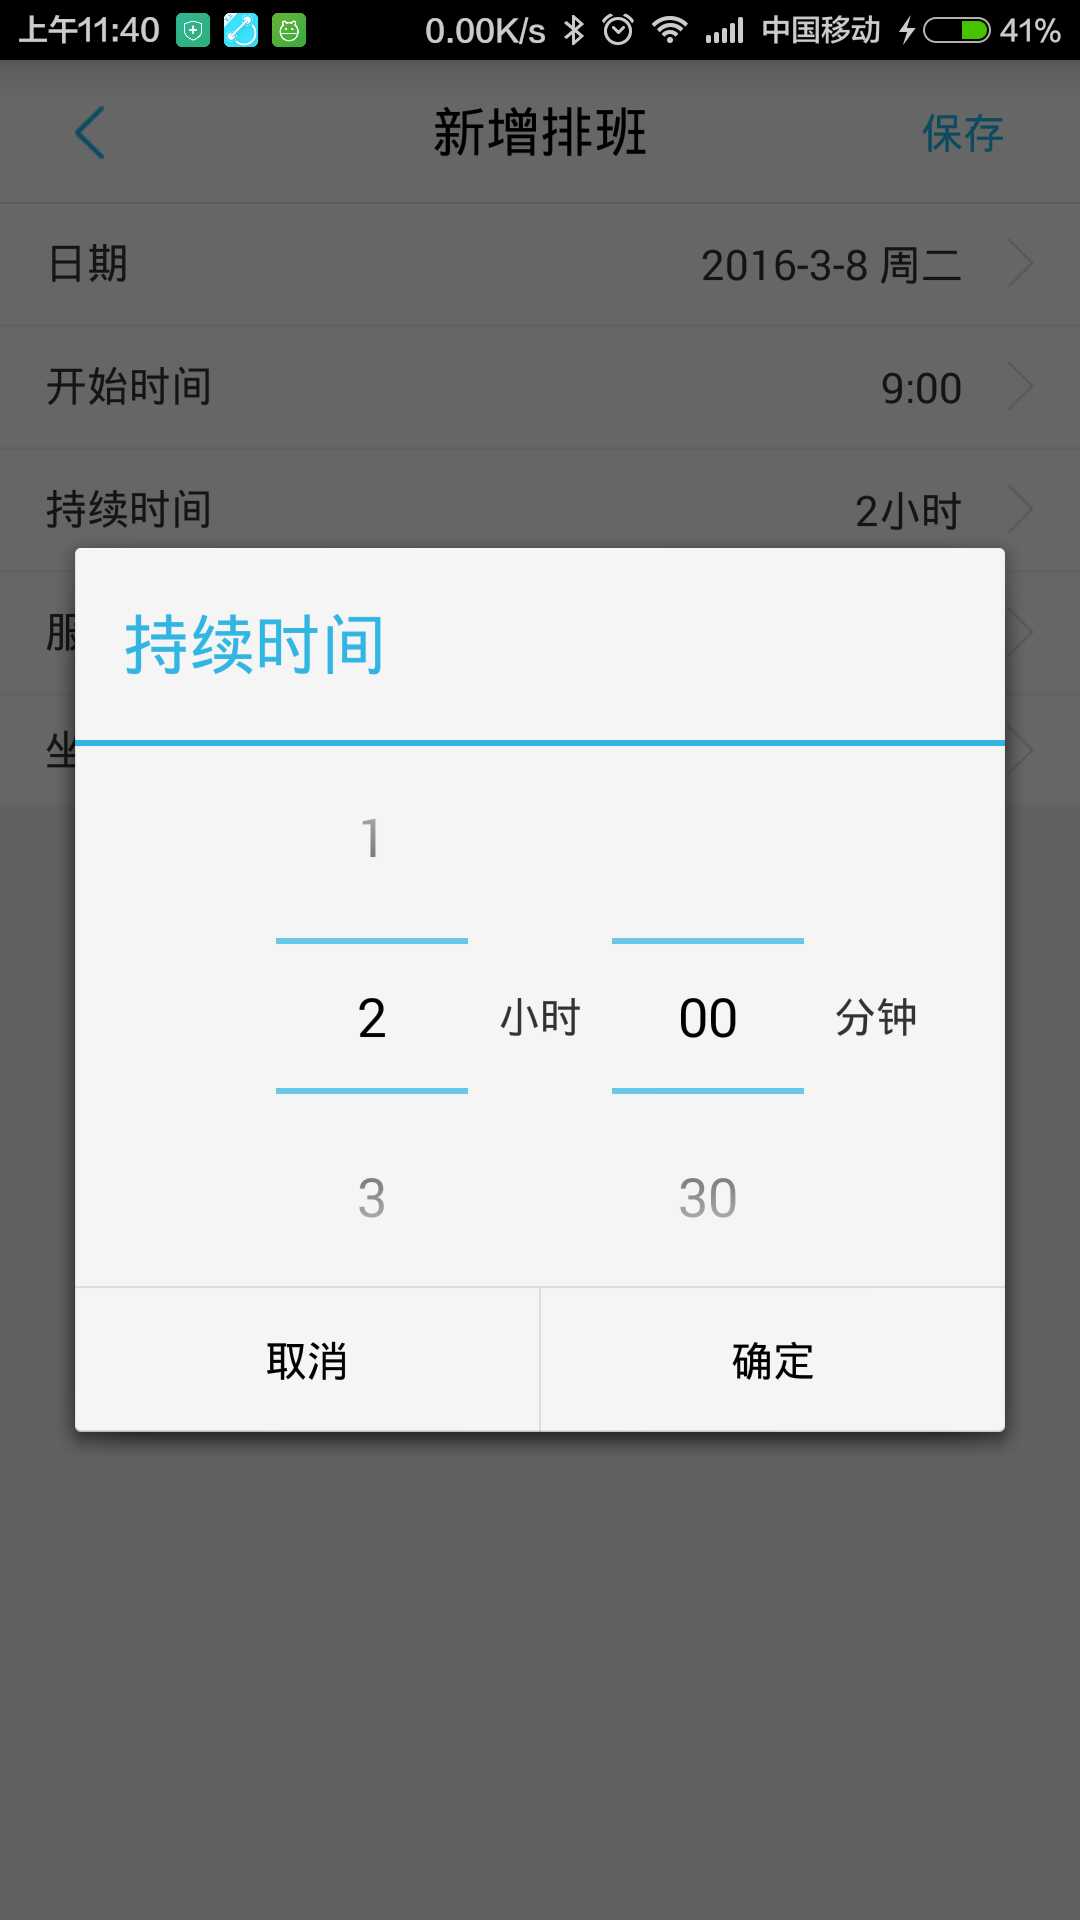 上午11:40 0.00K/s 中国移动 41%
新增排班 保存
日期 2016-3-8 周二
开始时间 9:00
持续时间 2小时
服
坐
持续时间
1
2 小时 00 分钟
3 30
取消 确定